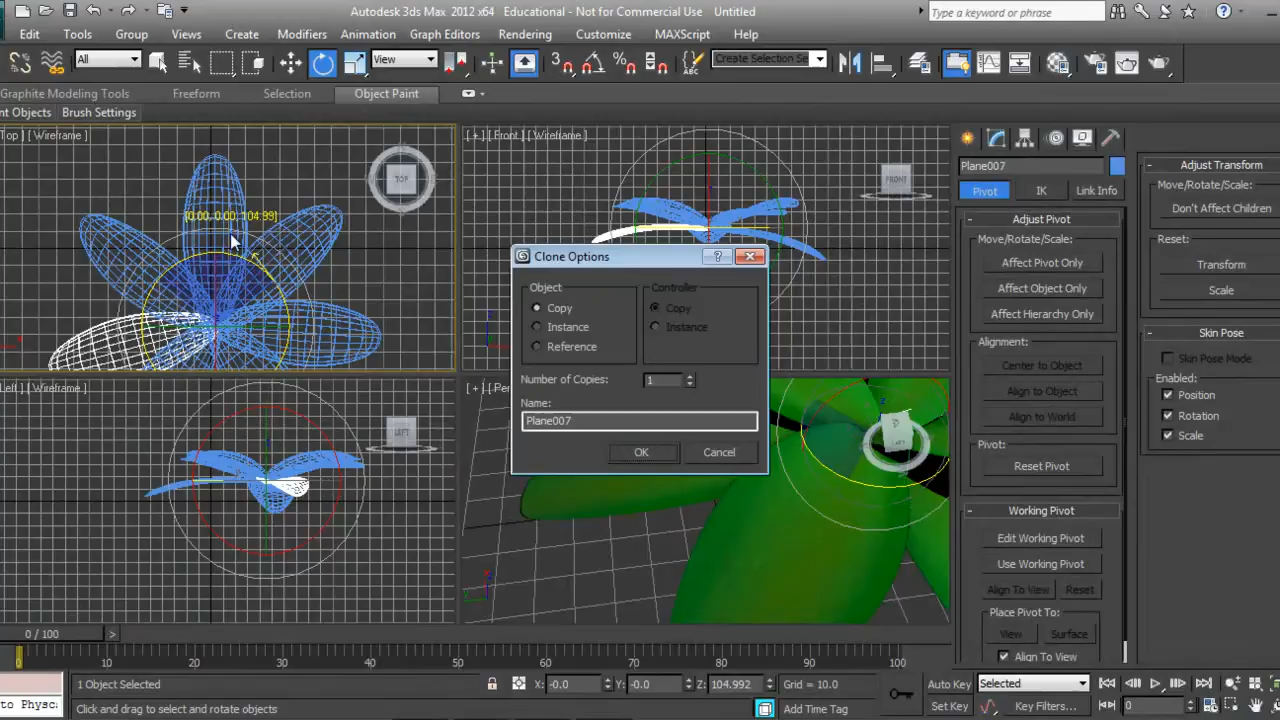 Autodesk 3ds Max 2012 x64 - Educational - Not for Commercial Use Untitled
Type a keyword or phrase
Edit Tools Group Views Create Modifiers Animation Graph Editors Rendering Customize MAXScript Help
All
View
Create Selection Se
Graphite Modeling Tools Freeform Selection Object Paint
nt Objects Brush Settings
Top ] [ Wireframe ]
[ + ] [ Front ] [ Wireframe ]
TOP
FRONT
[0.00, 0.00, 104.99]
Plane007
Pivot IK Link Info
- Adjust Pivot
Move/Rotate/Scale:
Affect Pivot Only
Affect Object Only
Affect Hierarchy Only
Alignment:
Center to Object
Align to Object
Align to World
Pivot:
Reset Pivot
- Working Pivot
Edit Working Pivot
Use Working Pivot
Align To View Reset
Place Pivot To:
View Surface
Align To View
- Adjust Transform
Move/Rotate/Scale:
Don't Affect Children
Reset:
Transform
Scale
- Skin Pose
Skin Pose Mode
Enabled:
Position
Rotation
Scale
Clone Options
Object
Copy
Instance
Reference
Controller
Copy
Instance
Number of Copies: 1
Name:
Plane007
OK Cancel
Left ] [ Wireframe ]
LEFT
[ + ] [ Per
LEFT
0 / 100 >
0 10 20 30 40 50 60 70 80 90 100
1 Object Selected
X: -0.0 Y: -0.0 Z: 104.992 Grid = 10.0
Auto Key Selected
to Physc
Click and drag to select and rotate objects
Add Time Tag
Set Key Key Filters... 0